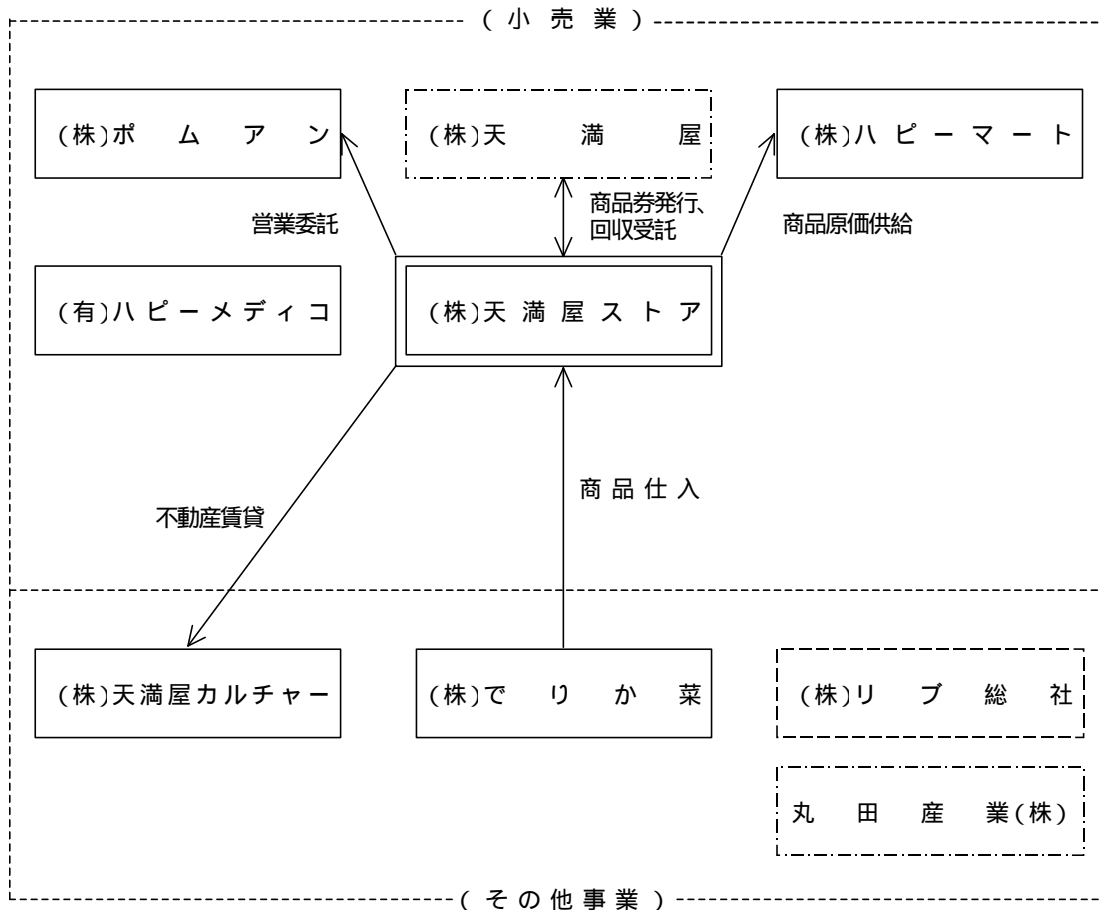 (小売業)
(株)ポムアン
(株)天満屋
(株)ハピーマート
営業委託
商品券発行、
回収受託
商品原価供給
(有)ハピーメディコ
(株)天満屋ストア
不動産賃貸
商品仕入
(株)天満屋カルチャー
(株)でりか菜
(株)リブ総社
丸田産業(株)
(その他事業)